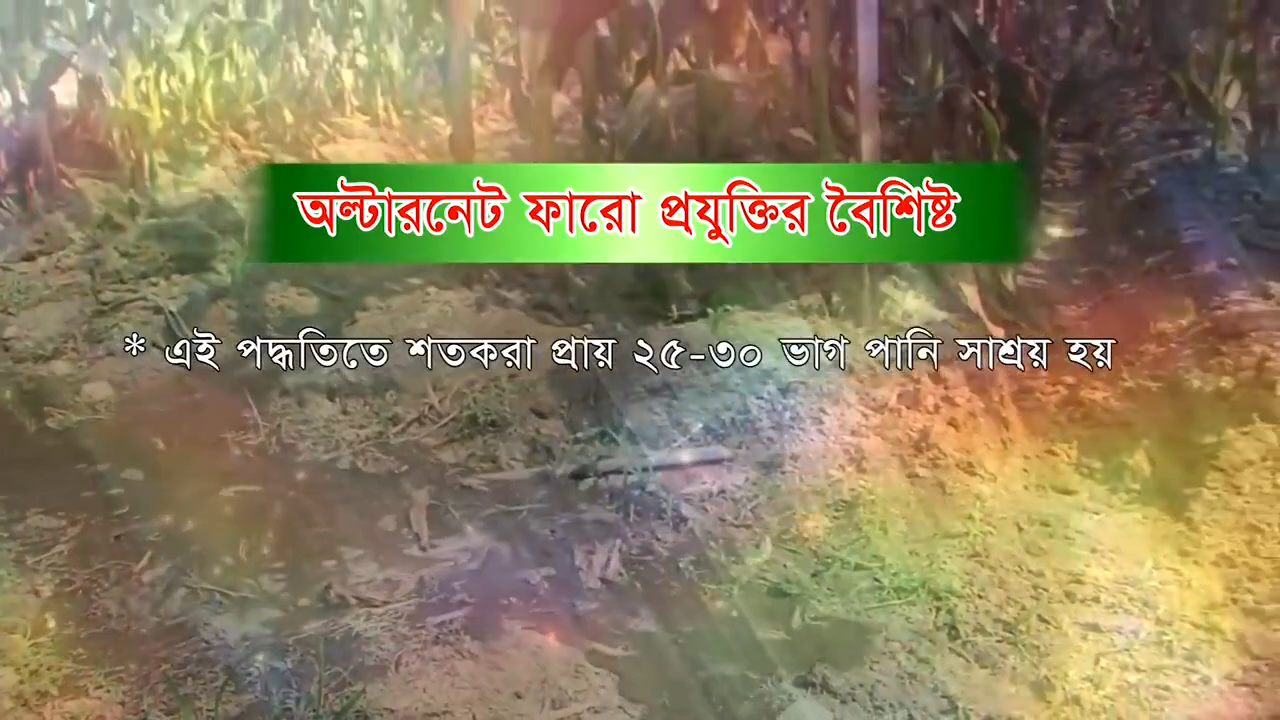 অল্টারনেট ফারো প্রযুক্তির বৈশিষ্ট
* এই পদ্ধতিতে শতকরা প্রায় ২৫-৩০ ভাগ পানি সাশ্রয় হয়